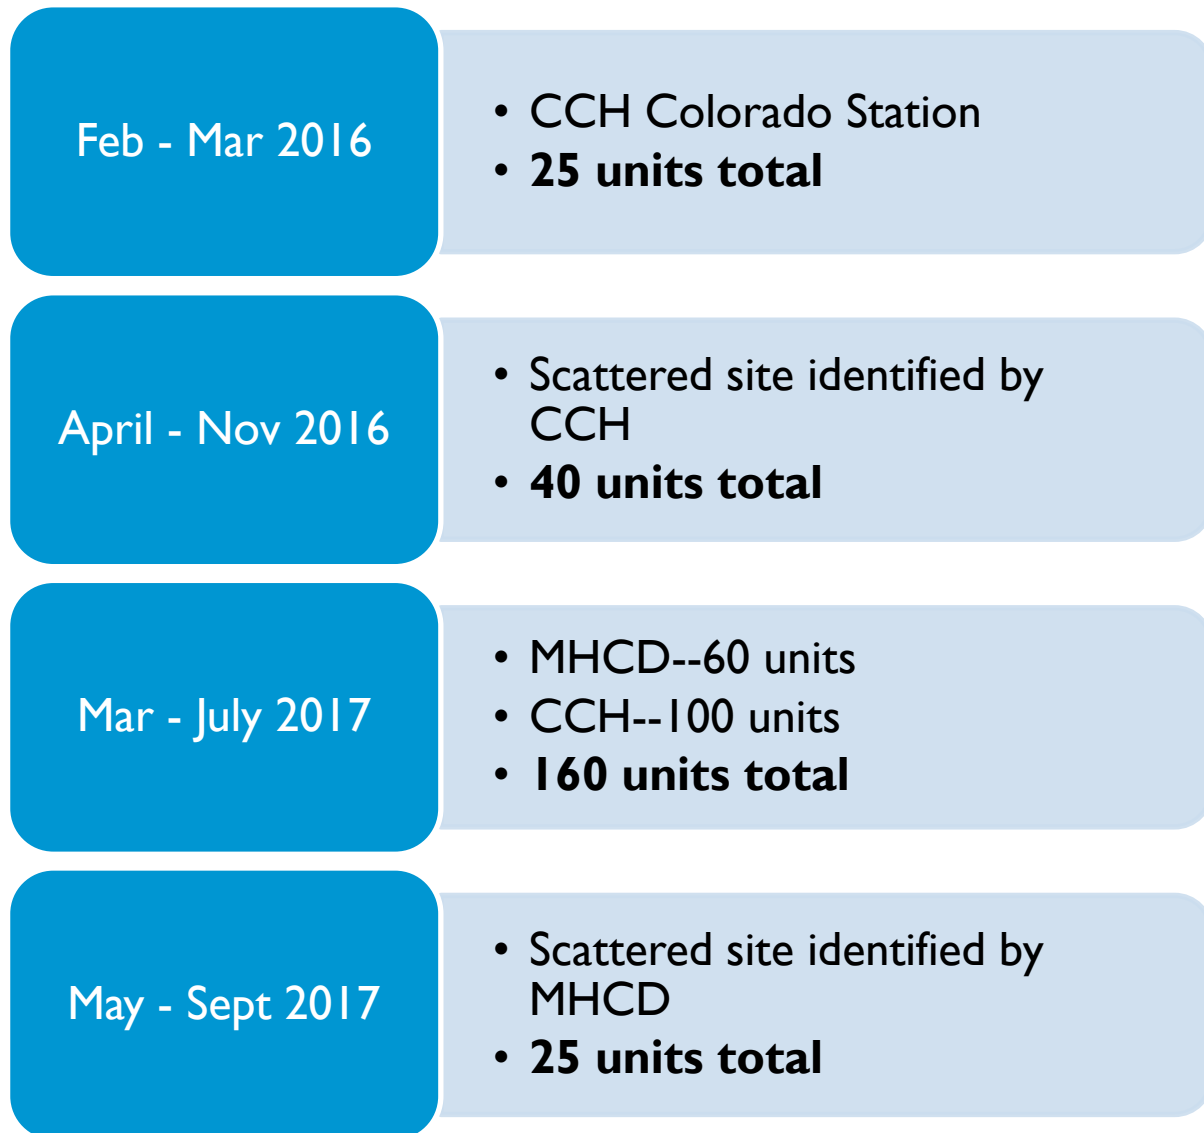 Feb - Mar 2016
• CCH Colorado Station
• 25 units total
April - Nov 2016
• Scattered site identified by
CCH
• 40 units total
Mar - July 2017
• MHCD--60 units
• CCH--100 units
• 160 units total
May - Sept 2017
• Scattered site identified by
MHCD
• 25 units total